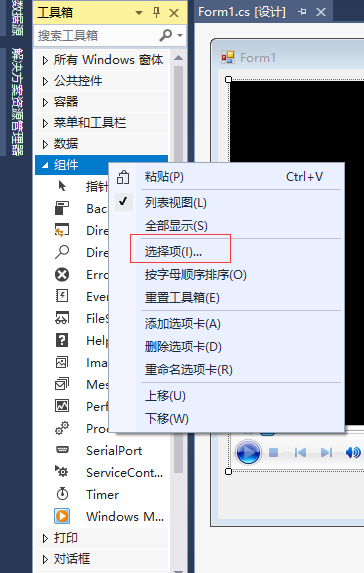 数据源
解决方案资源管理器
工具箱
搜索工具箱
所有 Windows 窗体
公共控件
容器
菜单和工具栏
数据
组件
指针
Bac
Dire
Dire
Erro
Ever
FileS
Help
Ima
Mes
Perf
Proc
SerialPort
ServiceCont...
Timer
Windows M...
打印
对话框
粘贴(P) Ctrl+V
列表视图(L)
全部显示(S)
选择项(I)...
按字母顺序排序(O)
重置工具箱(E)
添加选项卡(A)
删除选项卡(D)
重命名选项卡(R)
上移(U)
下移(W)
Form1.cs [设计]
Form1